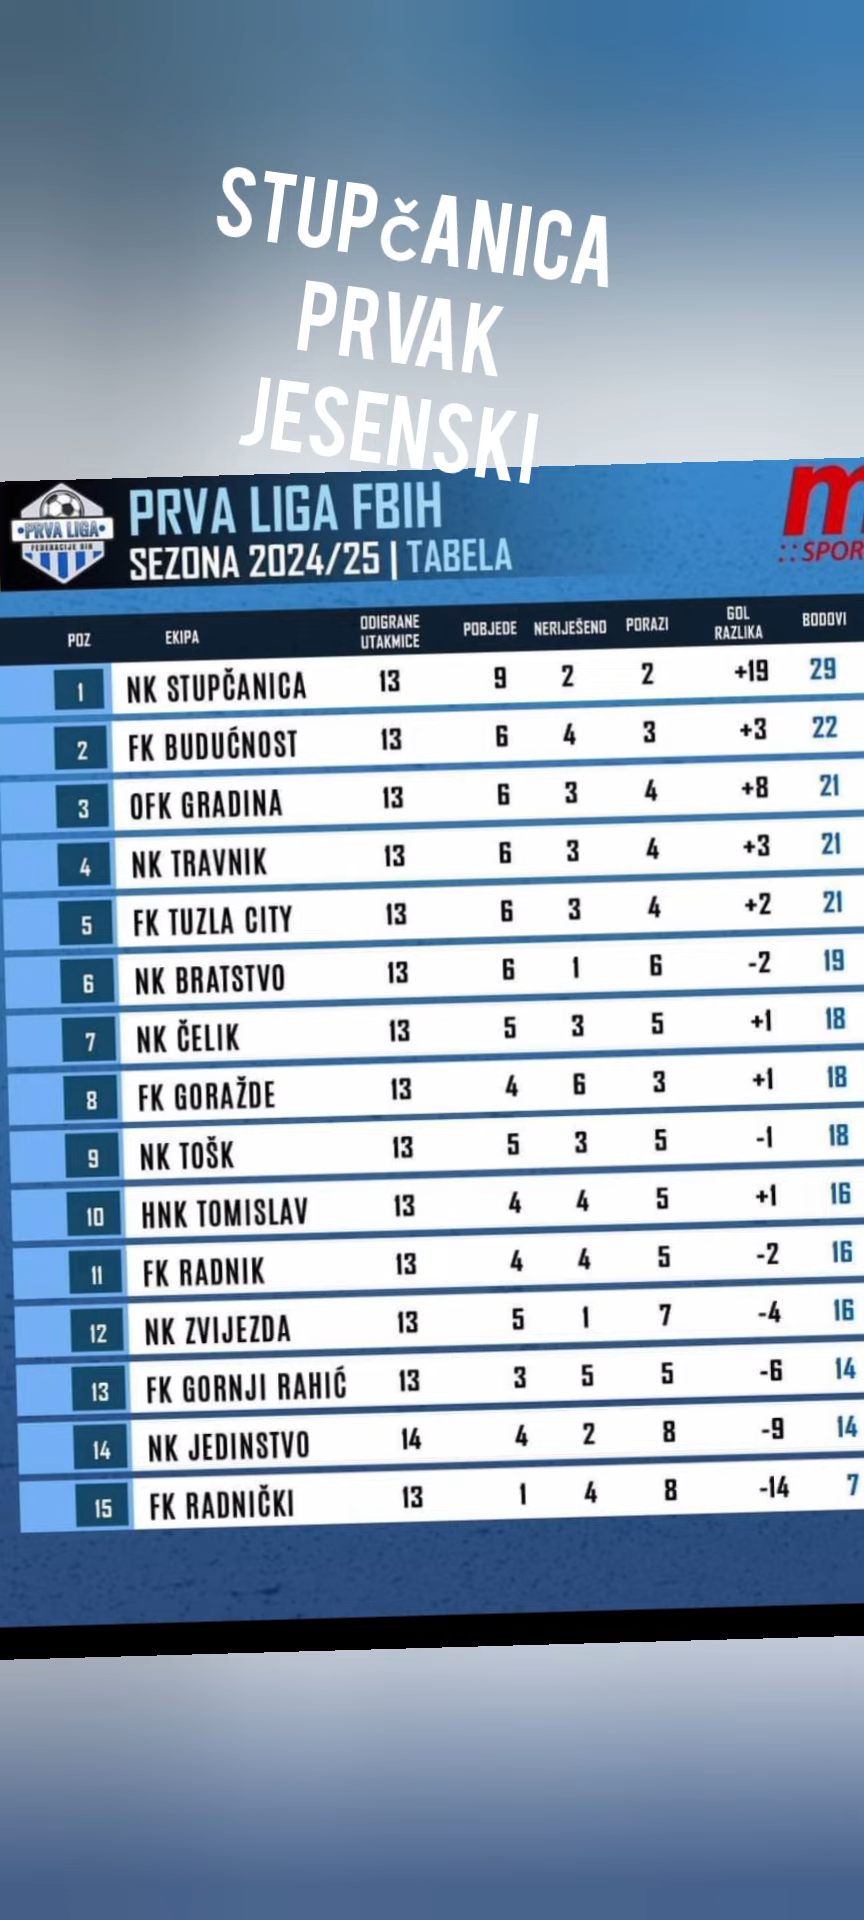 STUPčANICA
PRVAK
JESENSKI
PRVA LIGA
FEDERACIJE BIH
PRVA LIGA FBIH
SEZONA 2024/25 | TABELA
::SPOR
POZ EKIPA ODIGRANE UTAKMICE POBJEDE NERIJEŠENO PORAZI GOL RAZLIKA BODOVI
1 NK STUPČANICA 13 9 2 2 +19 29
2 FK BUDUĆNOST 13 6 4 3 +3 22
3 OFK GRADINA 13 6 3 4 +8 21
4 NK TRAVNIK 13 6 3 4 +3 21
5 FK TUZLA CITY 13 6 3 4 +2 21
6 NK BRATSTVO 13 6 1 6 -2 19
7 NK ČELIK 13 5 3 5 +1 18
8 FK GORAŽDE 13 4 6 3 +1 18
9 NK TOŠK 13 5 3 5 -1 18
10 HNK TOMISLAV 13 4 4 5 +1 16
11 FK RADNIK 13 4 4 5 -2 16
12 NK ZVIJEZDA 13 5 1 7 -4 16
13 FK GORNJI RAHIĆ 13 3 5 5 -6 14
14 NK JEDINSTVO 14 4 2 8 -9 14
15 FK RADNIČKI 13 1 4 8 -14 7